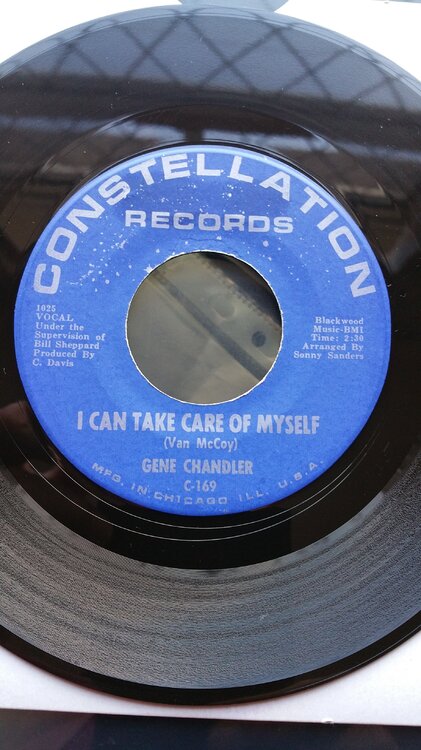 CONSTELLATION
RECORDS
1625
VOCAL
Under the
Supervision of
Bill Sheppard
Produced By
C. Davis
Blackwood
Music-BMI
Time: 2:30
Arranged By
Sonny Sanders
I CAN TAKE CARE OF MYSELF
(Van McCoy)
GENE CHANDLER
C-169
MFG. IN CHICAGO ILL. U.S.A.